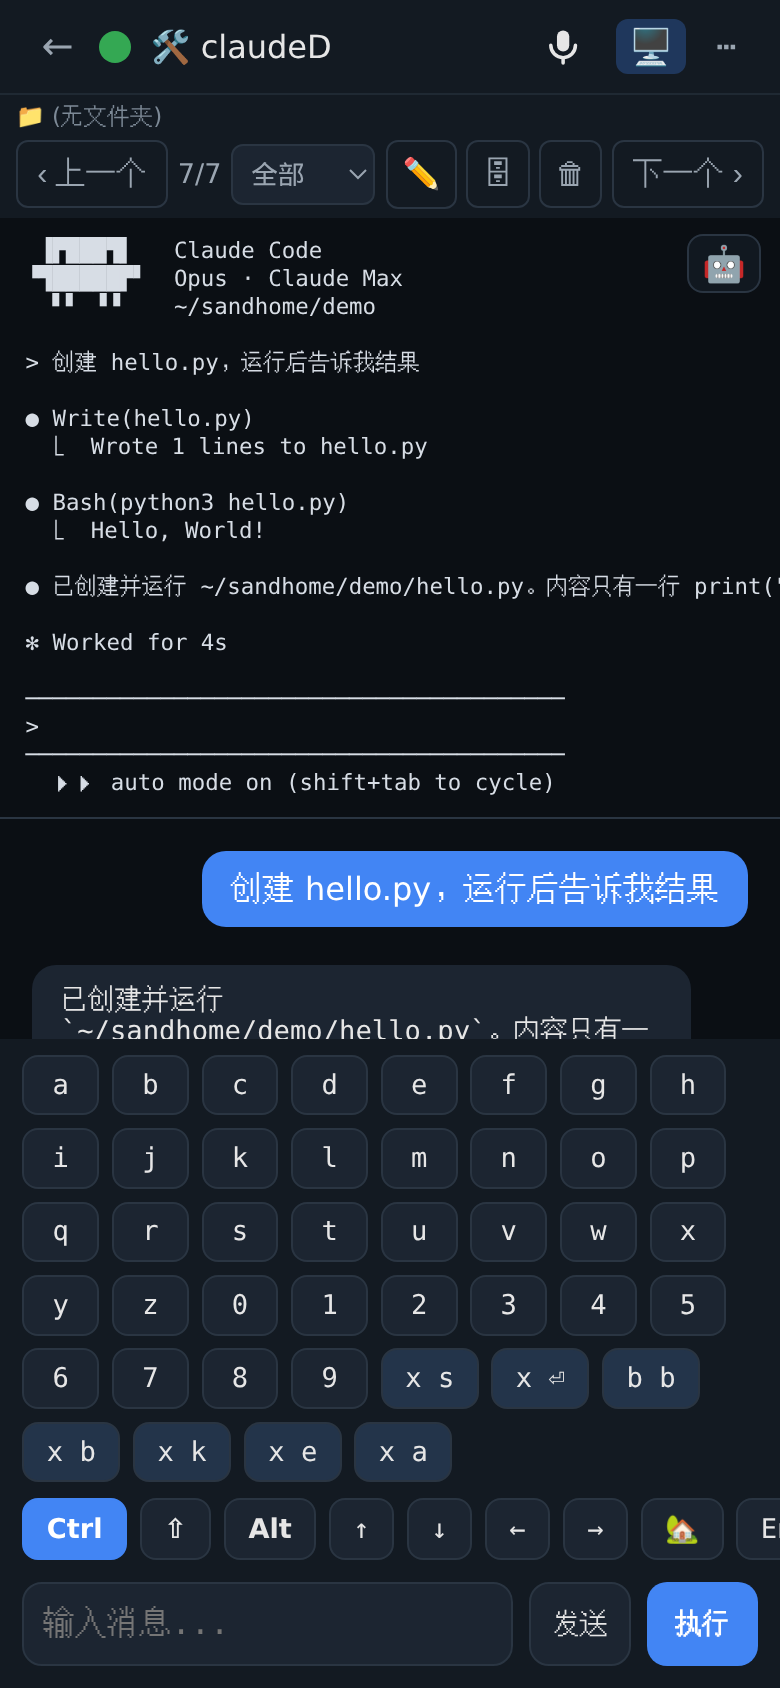 ← 🛠️ claudeD ⋯
📁 (无文件夹)
‹ 上一个 7/7 全部 ✏️ 🗄 🗑 下一个 ›
Claude Code
Opus · Claude Max
~/sandhome/demo
> 创建 hello.py，运行后告诉我结果
● Write(hello.py)
⎿ Wrote 1 lines to hello.py
● Bash(python3 hello.py)
⎿ Hello, World!
● 已创建并运行 ~/sandhome/demo/hello.py。内容只有一行 print("
✻ Worked for 4s
>
⏵⏵ auto mode on (shift+tab to cycle)
创建 hello.py，运行后告诉我结果
已创建并运行
`~/sandhome/demo/hello.py`。内容只有一
a b c d e f g h
i j k l m n o p
q r s t u v w x
y z 0 1 2 3 4 5
6 7 8 9 x s x ⏎ b b
x b x k x e x a
Ctrl ⇧ Alt ↑ ↓ ← → 🏡
输入消息... 发送 执行